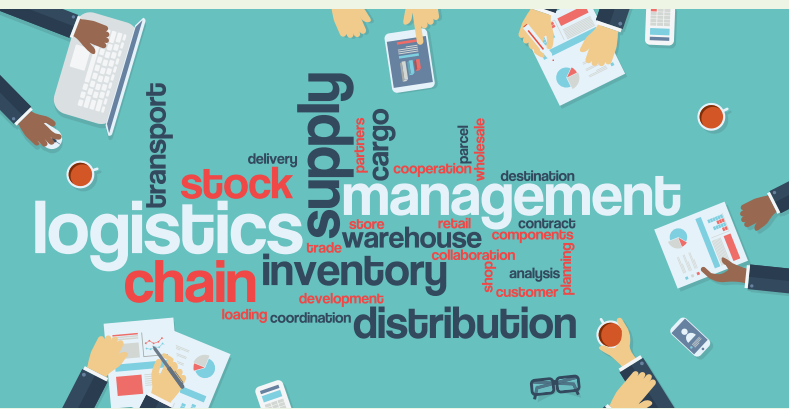 transport
delivery
supply
partners
cargo
parcel
wholesale
cooperation
destination
stock
management
logistics
store
retail
contract
trade
warehouse
components
collaboration
chain
inventory
shop
analysis
planning
customer
development
loading
coordination
distribution